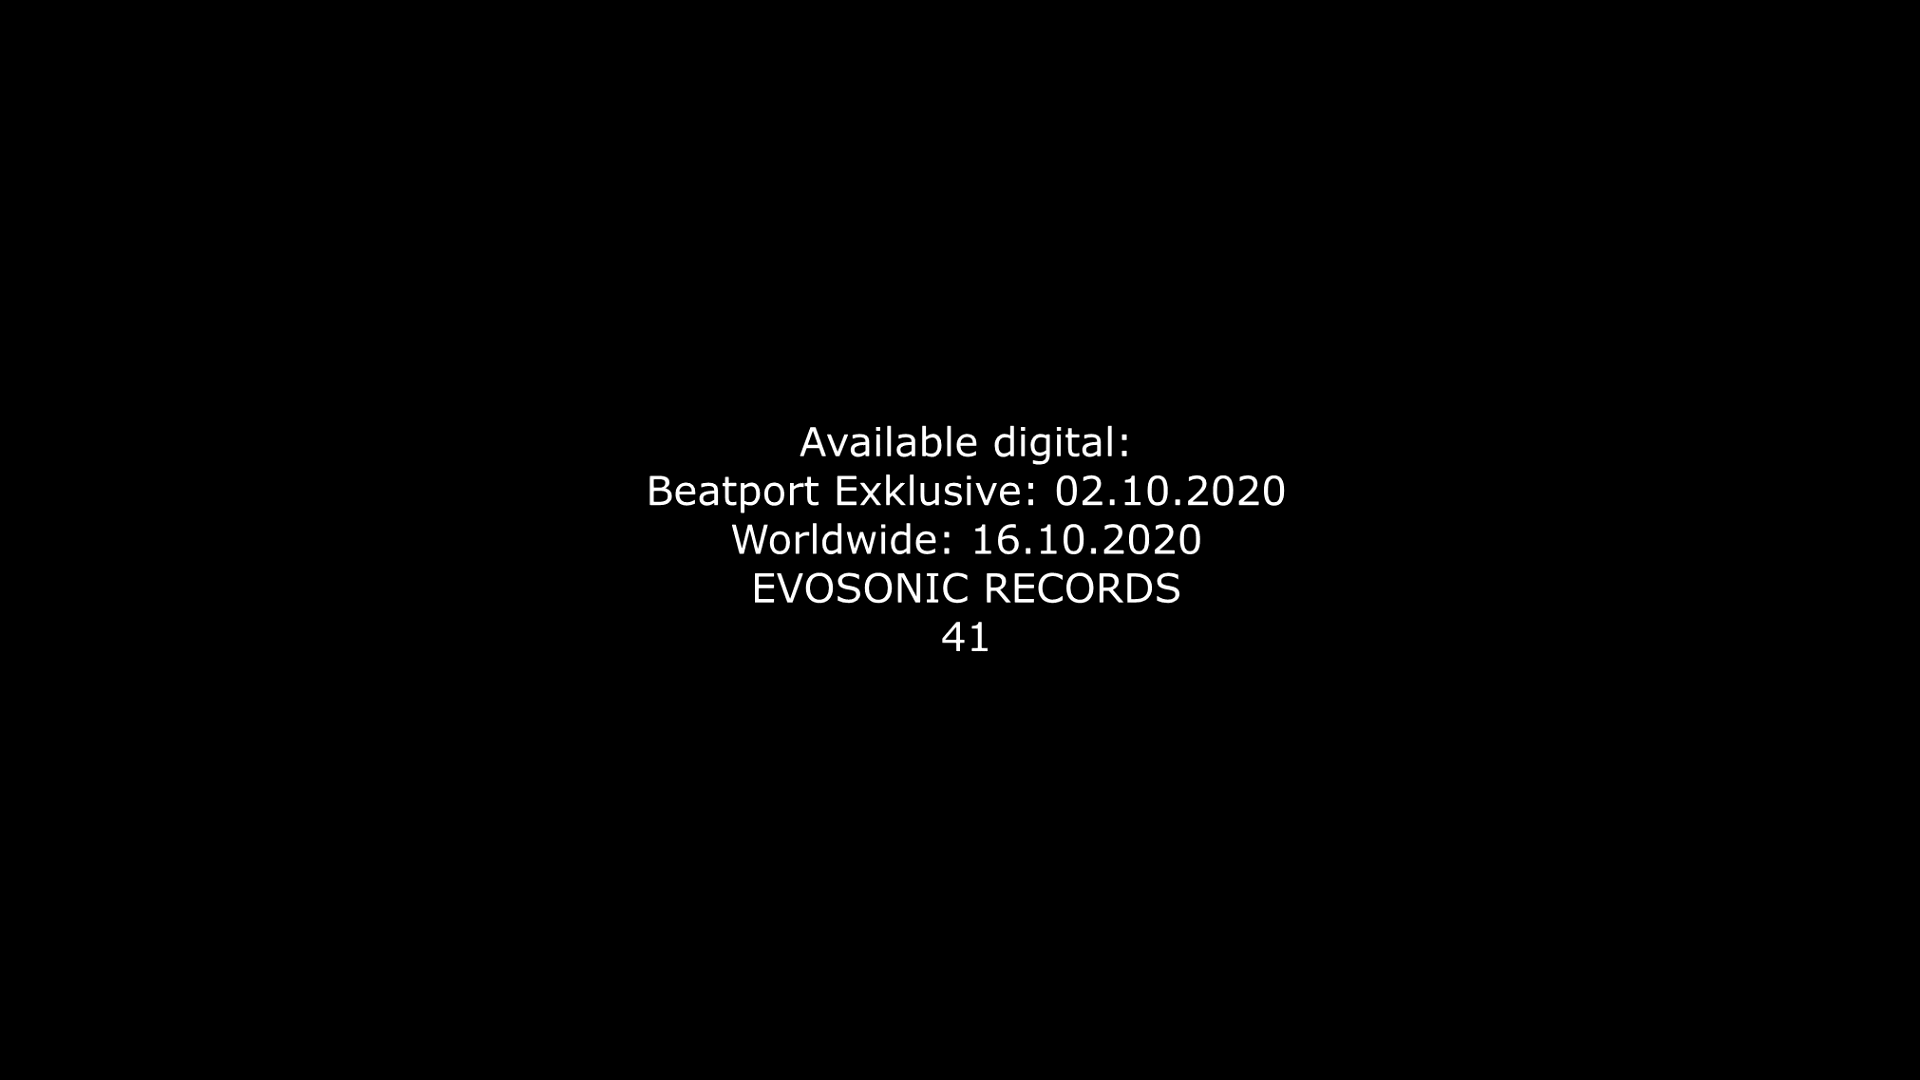 Available digital:
Beatport Exklusive: 02.10.2020
Worldwide: 16.10.2020
EVOSONIC RECORDS
41